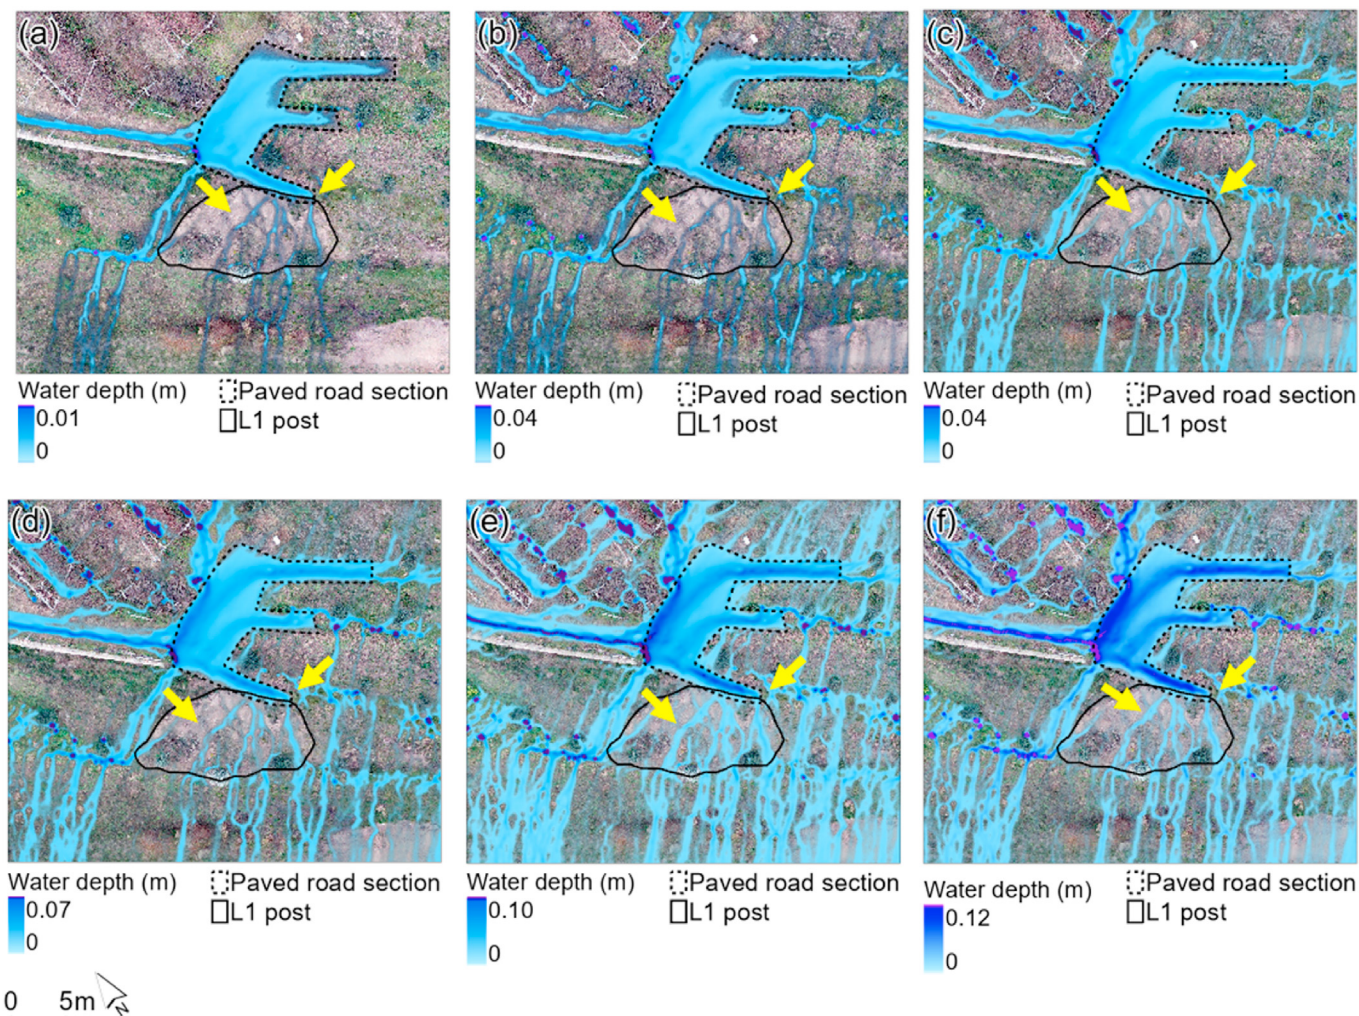 (a) (b) (c)
Water depth (m) Paved road section Water depth (m) Paved road section Water depth (m) Paved road section
0.01 L1 post 0.04 L1 post 0.04 L1 post
0 0 0
(d) (e) (f)
Water depth (m) Paved road section Water depth (m) Paved road section Water depth (m) Paved road section
0.07 L1 post 0.10 L1 post 0.12 L1 post
0 0 0
N
0 5m